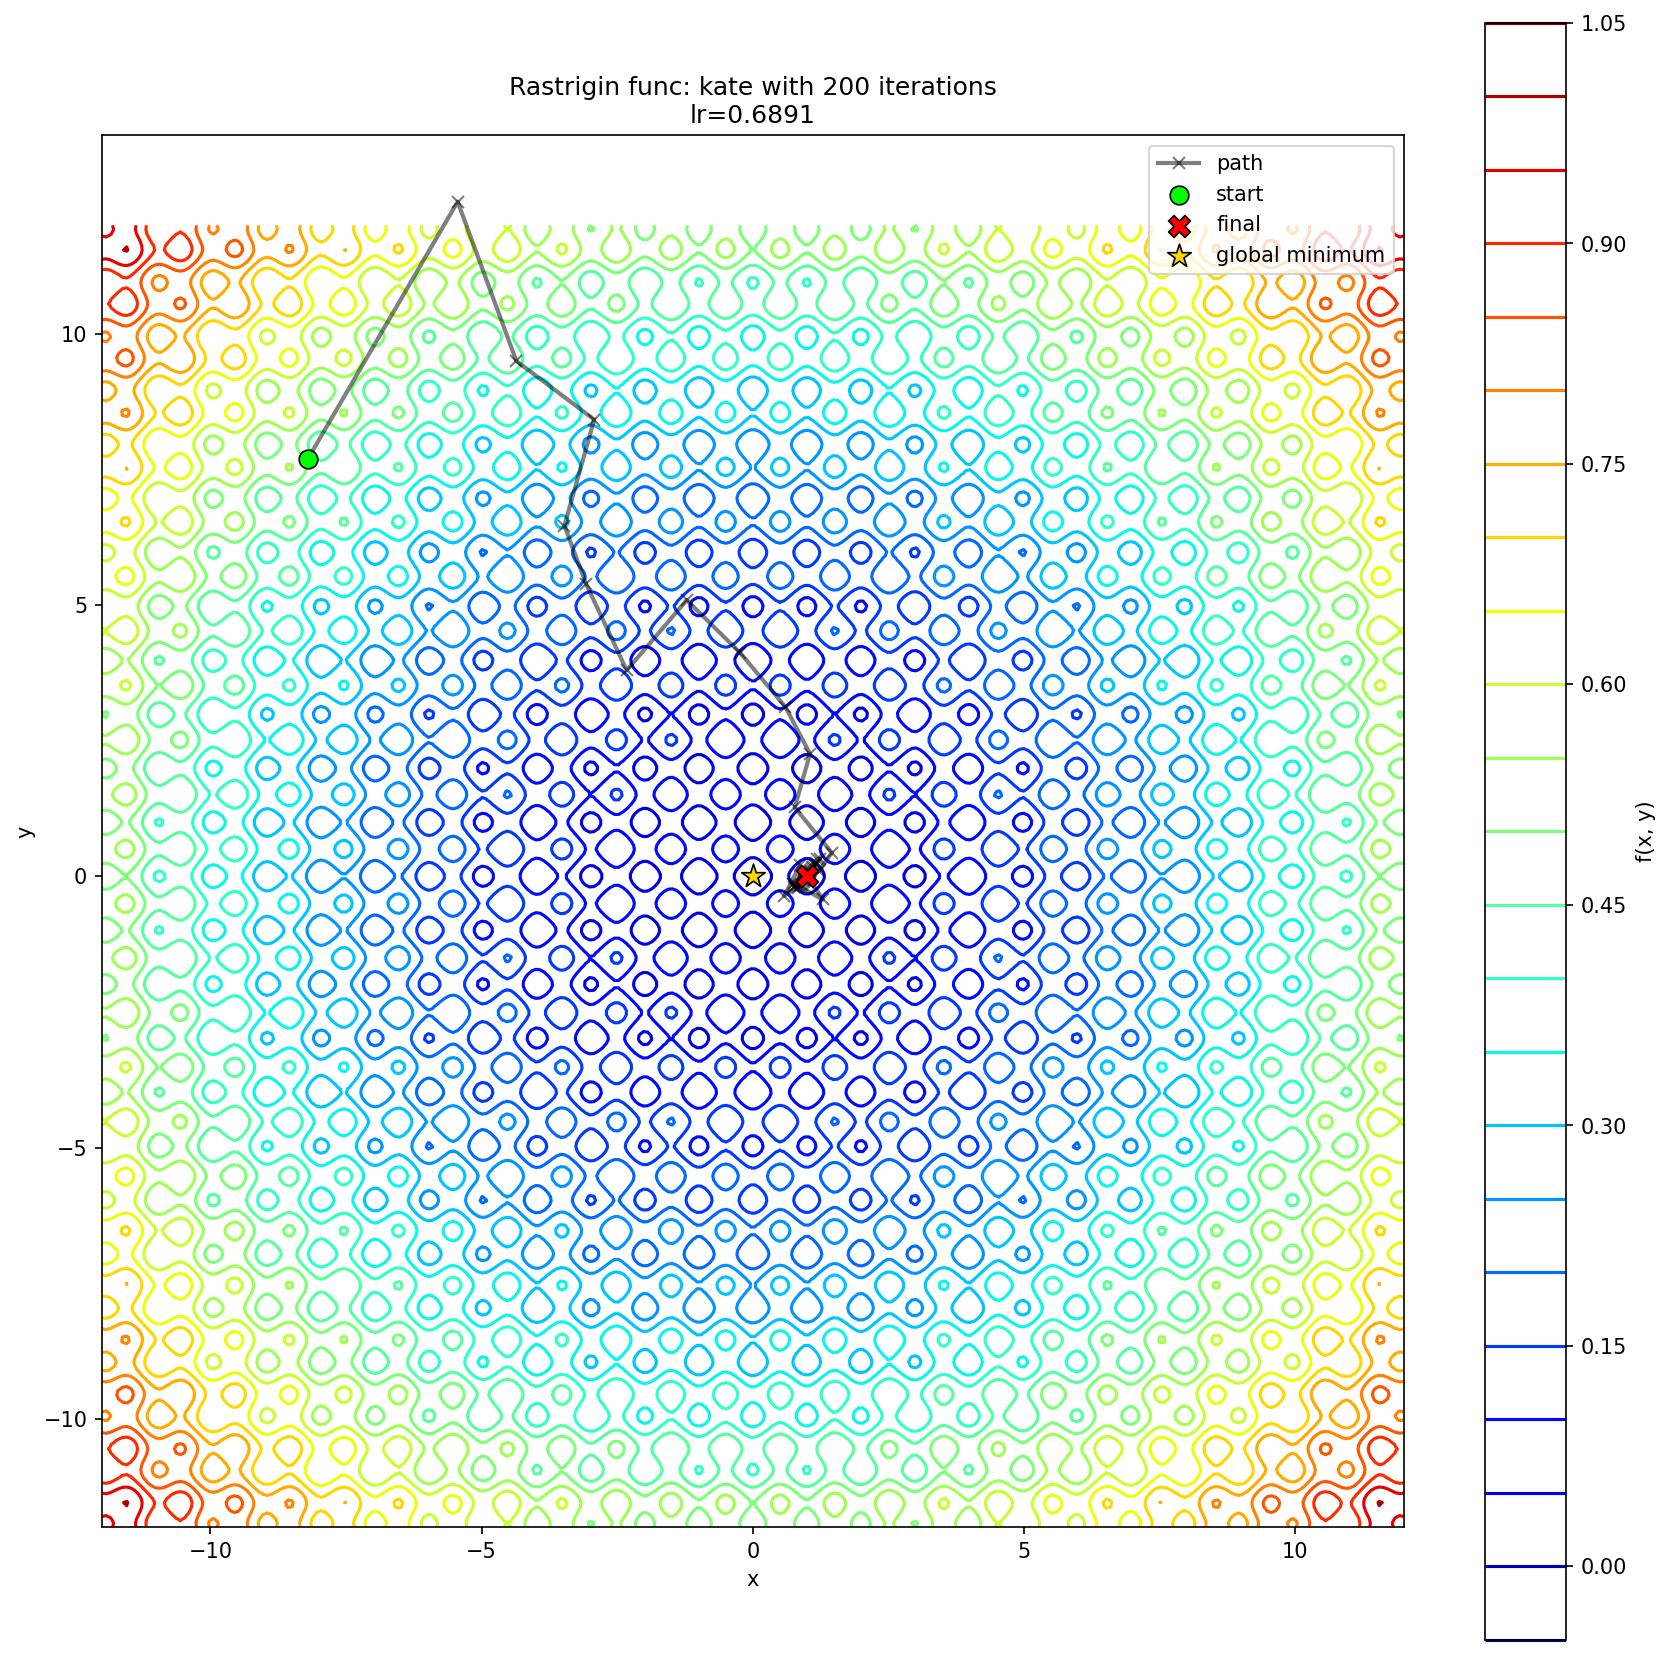 Rastrigin func: kate with 200 iterations
lr=0.6891
path
start
final
global minimum
10
5
0
−5
−10
y
−10
−5
0
5
10
x
1.05
0.90
0.75
0.60
0.45
0.30
0.15
0.00
f(x, y)